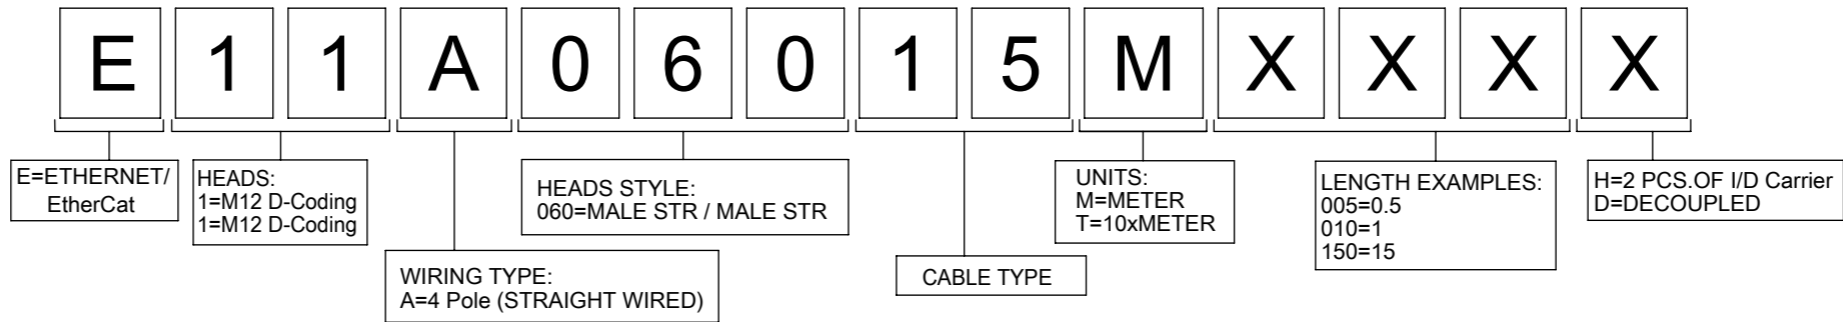 E 1 1 A 0 6 0 1 5 M X X X X
E=ETHERNET/
EtherCat
HEADS:
1=M12 D-Coding
1=M12 D-Coding
WIRING TYPE:
A=4 Pole (STRAIGHT WIRED)
HEADS STYLE:
060=MALE STR / MALE STR
CABLE TYPE
UNITS:
M=METER
T=10xMETER
LENGTH EXAMPLES:
005=0.5
010=1
150=15
H=2 PCS.OF I/D Carrier
D=DECOUPLED